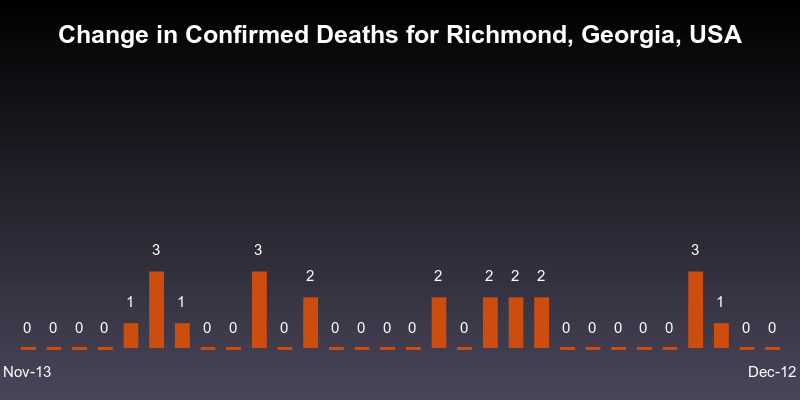 Change in Confirmed Deaths for Richmond, Georgia, USA
0 0 0 0 1 3 1 0 0 3 0 2 0 0 0 0 2 0 2 2 2 0 0 0 0 0 3 1 0 0
Nov-13 Dec-12